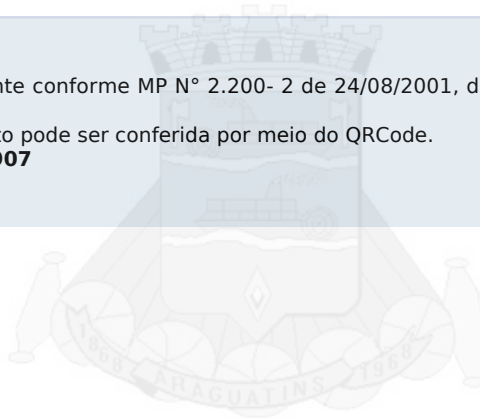 nte conforme MP N° 2.200- 2 de 24/08/2001, d
to pode ser conferida por meio do QRCode.
007
1868 ARAGUATINS 1968